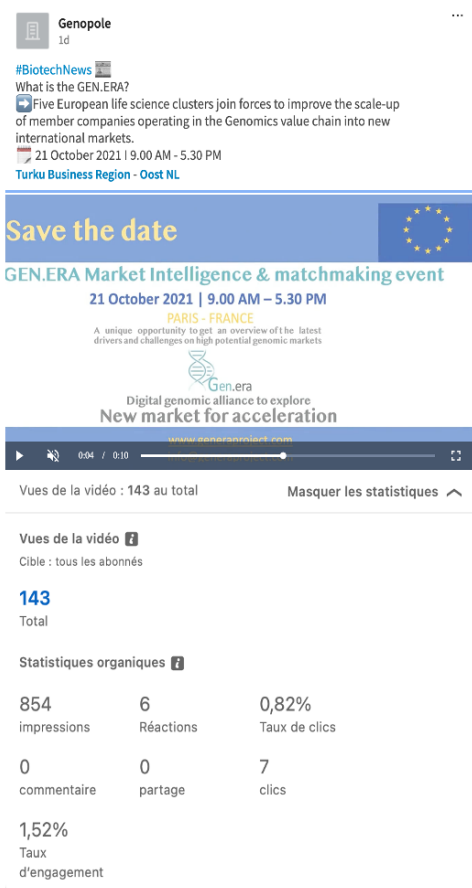 Genopole
1d
#BiotechNews
What is the GEN.ERA?
Five European life science clusters join forces to improve the scale-up
of member companies operating in the Genomics value chain into new
international markets.
21 October 2021 I 9.00 AM - 5.30 PM
Turku Business Region - Oost NL
Save the date
GEN.ERA Market Intelligence & matchmaking event
21 October 2021 | 9.00 AM – 5.30 PM
PARIS - FRANCE
A unique opportunity to get an overview of the latest
drivers and challenges on high potential genomic markets
Gen.era
Digital genomic alliance to explore
New market for acceleration
www.generaproject.com
0:04 / 0:10
Vues de la vidéo : 143 au total
Masquer les statistiques
Vues de la vidéo
Cible : tous les abonnés
143
Total
Statistiques organiques
854 6 0,82%
impressions Réactions Taux de clics
0 0 7
commentaire partage clics
1,52%
Taux
d'engagement